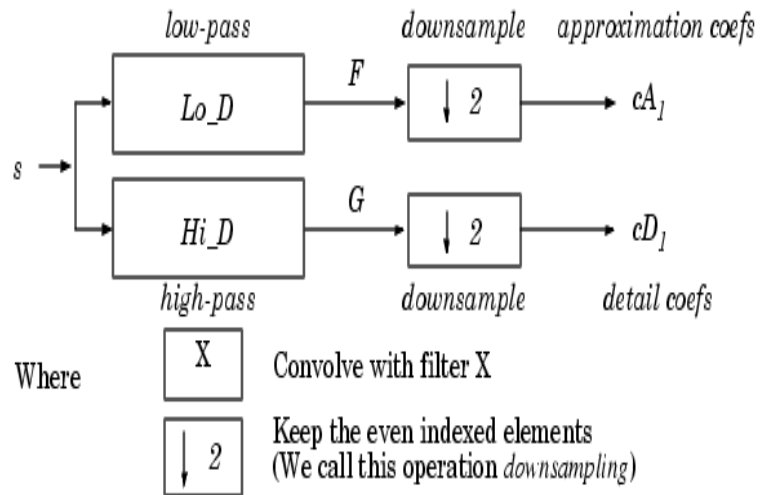 low-pass downsample approximation coefs
F
Lo_D ↓ 2 cA1
s
G
Hi_D ↓ 2 cD1
high-pass downsample detail coefs
Where
X Convolve with filter X
↓ 2 Keep the even indexed elements
(We call this operation downsampling)